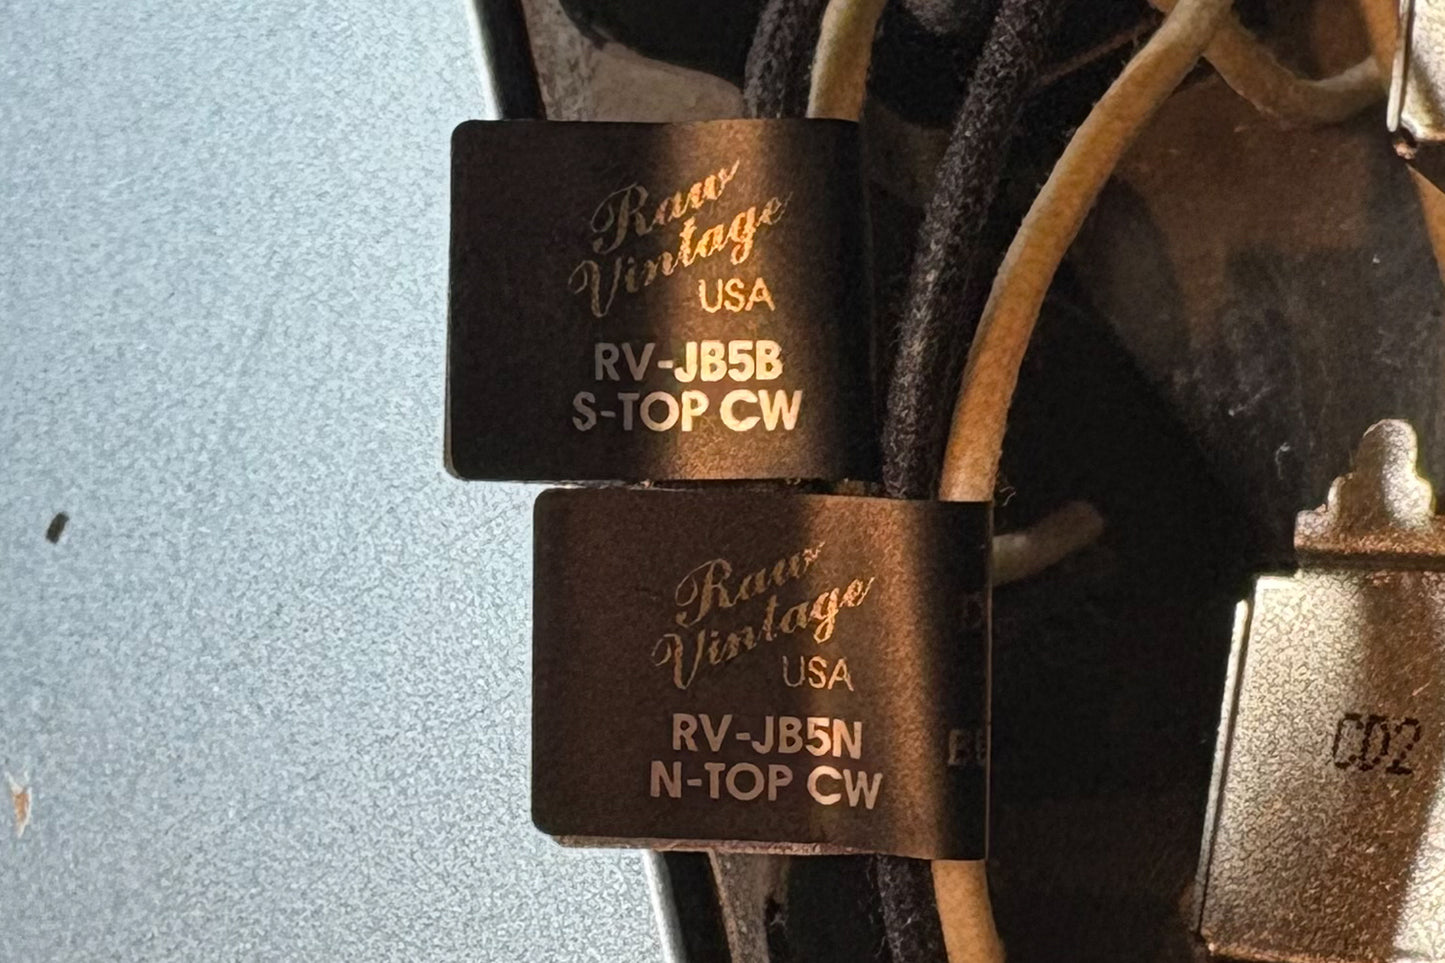 Raw
Vintage
USA
RV-JB5B
S-TOP CW
Raw
Vintage
USA
RV-JB5N
N-TOP CW
CD2